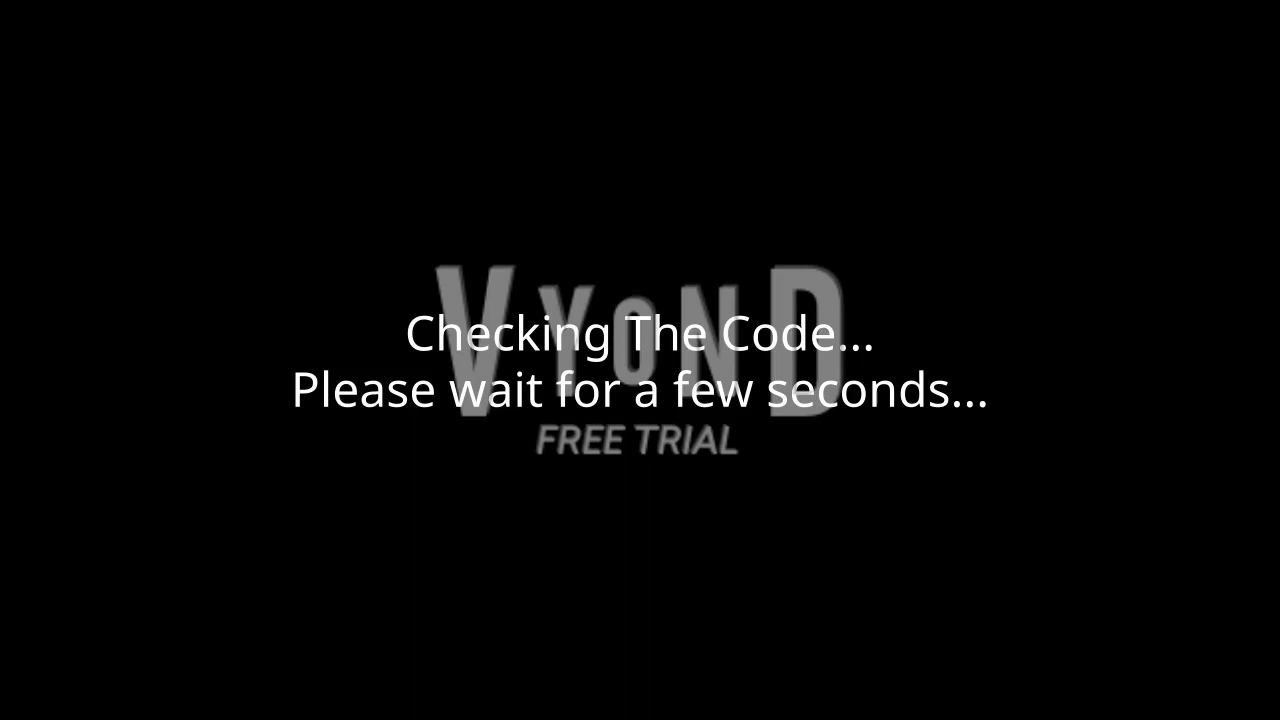 VYOND
Checking The Code...
Please wait for a few seconds...
FREE TRIAL